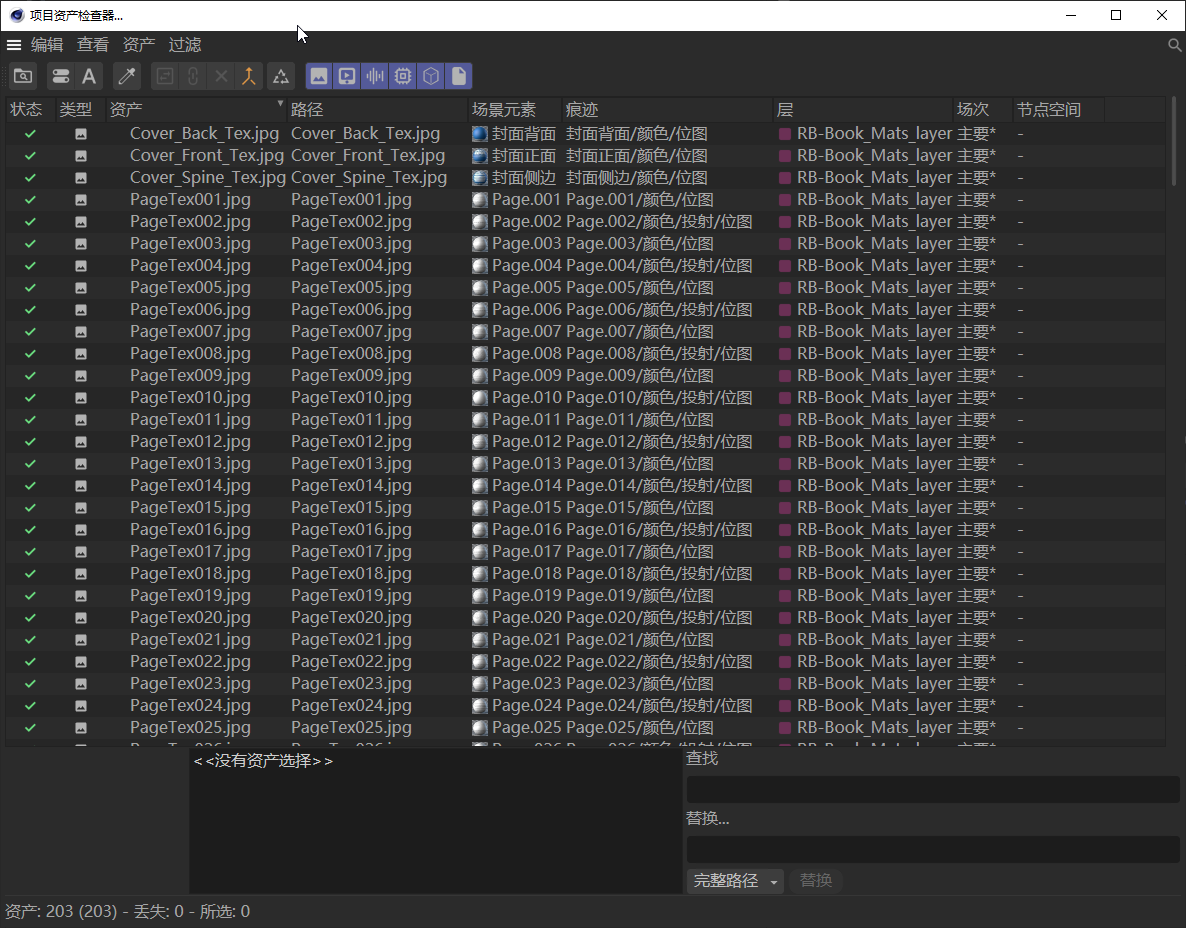 项目资产检查器...
编辑 查看 资产 过滤
状态 类型 资产 路径 场景元素 痕迹 层 场次 节点空间
Cover_Back_Tex.jpg Cover_Back_Tex.jpg 封面背面 封面背面/颜色/位图 RB-Book_Mats_layer 主要* -
Cover_Front_Tex.jpg Cover_Front_Tex.jpg 封面正面 封面正面/颜色/位图 RB-Book_Mats_layer 主要* -
Cover_Spine_Tex.jpg Cover_Spine_Tex.jpg 封面侧边 封面侧边/颜色/位图 RB-Book_Mats_layer 主要* -
PageTex001.jpg PageTex001.jpg Page.001 Page.001/颜色/位图 RB-Book_Mats_layer 主要* -
PageTex002.jpg PageTex002.jpg Page.002 Page.002/颜色/投射/位图 RB-Book_Mats_layer 主要* -
PageTex003.jpg PageTex003.jpg Page.003 Page.003/颜色/位图 RB-Book_Mats_layer 主要* -
PageTex004.jpg PageTex004.jpg Page.004 Page.004/颜色/投射/位图 RB-Book_Mats_layer 主要* -
PageTex005.jpg PageTex005.jpg Page.005 Page.005/颜色/位图 RB-Book_Mats_layer 主要* -
PageTex006.jpg PageTex006.jpg Page.006 Page.006/颜色/投射/位图 RB-Book_Mats_layer 主要* -
PageTex007.jpg PageTex007.jpg Page.007 Page.007/颜色/位图 RB-Book_Mats_layer 主要* -
PageTex008.jpg PageTex008.jpg Page.008 Page.008/颜色/投射/位图 RB-Book_Mats_layer 主要* -
PageTex009.jpg PageTex009.jpg Page.009 Page.009/颜色/位图 RB-Book_Mats_layer 主要* -
PageTex010.jpg PageTex010.jpg Page.010 Page.010/颜色/投射/位图 RB-Book_Mats_layer 主要* -
PageTex011.jpg PageTex011.jpg Page.011 Page.011/颜色/位图 RB-Book_Mats_layer 主要* -
PageTex012.jpg PageTex012.jpg Page.012 Page.012/颜色/投射/位图 RB-Book_Mats_layer 主要* -
PageTex013.jpg PageTex013.jpg Page.013 Page.013/颜色/位图 RB-Book_Mats_layer 主要* -
PageTex014.jpg PageTex014.jpg Page.014 Page.014/颜色/投射/位图 RB-Book_Mats_layer 主要* -
PageTex015.jpg PageTex015.jpg Page.015 Page.015/颜色/位图 RB-Book_Mats_layer 主要* -
PageTex016.jpg PageTex016.jpg Page.016 Page.016/颜色/投射/位图 RB-Book_Mats_layer 主要* -
PageTex017.jpg PageTex017.jpg Page.017 Page.017/颜色/位图 RB-Book_Mats_layer 主要* -
PageTex018.jpg PageTex018.jpg Page.018 Page.018/颜色/投射/位图 RB-Book_Mats_layer 主要* -
PageTex019.jpg PageTex019.jpg Page.019 Page.019/颜色/位图 RB-Book_Mats_layer 主要* -
PageTex020.jpg PageTex020.jpg Page.020 Page.020/颜色/投射/位图 RB-Book_Mats_layer 主要* -
PageTex021.jpg PageTex021.jpg Page.021 Page.021/颜色/位图 RB-Book_Mats_layer 主要* -
PageTex022.jpg PageTex022.jpg Page.022 Page.022/颜色/投射/位图 RB-Book_Mats_layer 主要* -
PageTex023.jpg PageTex023.jpg Page.023 Page.023/颜色/位图 RB-Book_Mats_layer 主要* -
PageTex024.jpg PageTex024.jpg Page.024 Page.024/颜色/投射/位图 RB-Book_Mats_layer 主要* -
PageTex025.jpg PageTex025.jpg Page.025 Page.025/颜色/位图 RB-Book_Mats_layer 主要* -
<<没有资产选择>>
查找
替换...
完整路径 替换
资产: 203 (203) - 丢失: 0 - 所选: 0